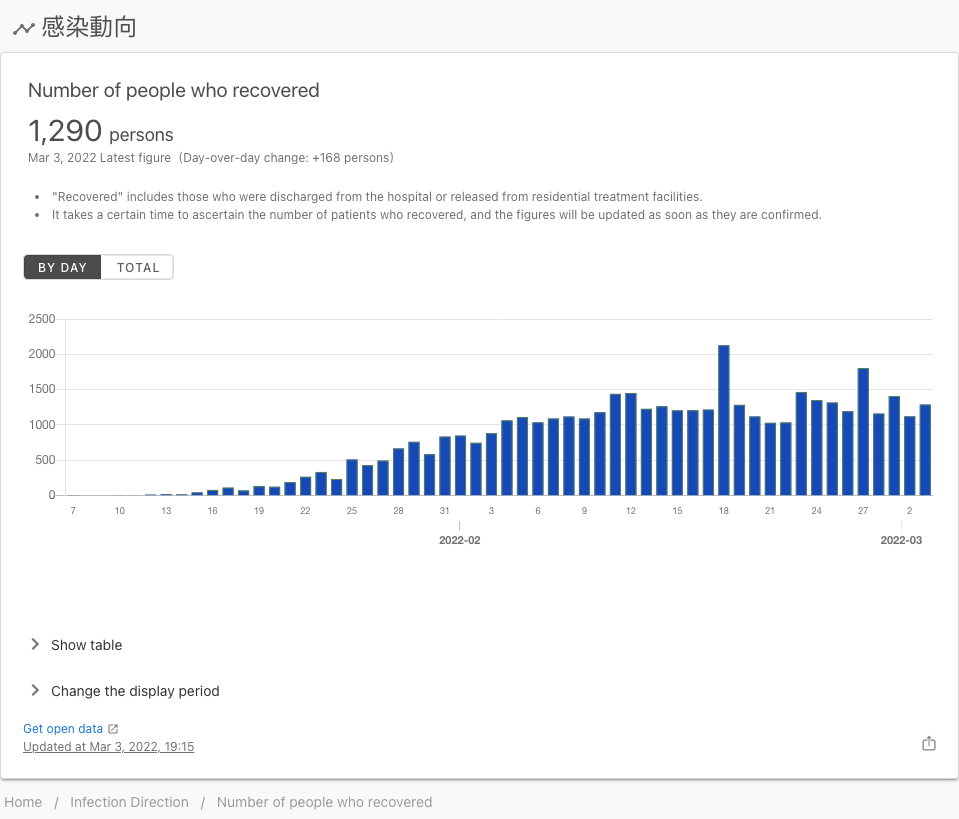 感染動向
Number of people who recovered
1,290 persons
Mar 3, 2022 Latest figure (Day-over-day change: +168 persons)
• "Recovered" includes those who were discharged from the hospital or released from residential treatment facilities.
• It takes a certain time to ascertain the number of patients who recovered, and the figures will be updated as soon as they are confirmed.
BY DAY TOTAL
2500
2000
1500
1000
500
0
7 10 13 16 19 22 25 28 31 3 6 9 12 15 18 21 24 27 2
2022-02 2022-03
Show table
Change the display period
Get open data
Updated at Mar 3, 2022, 19:15
Home / Infection Direction / Number of people who recovered